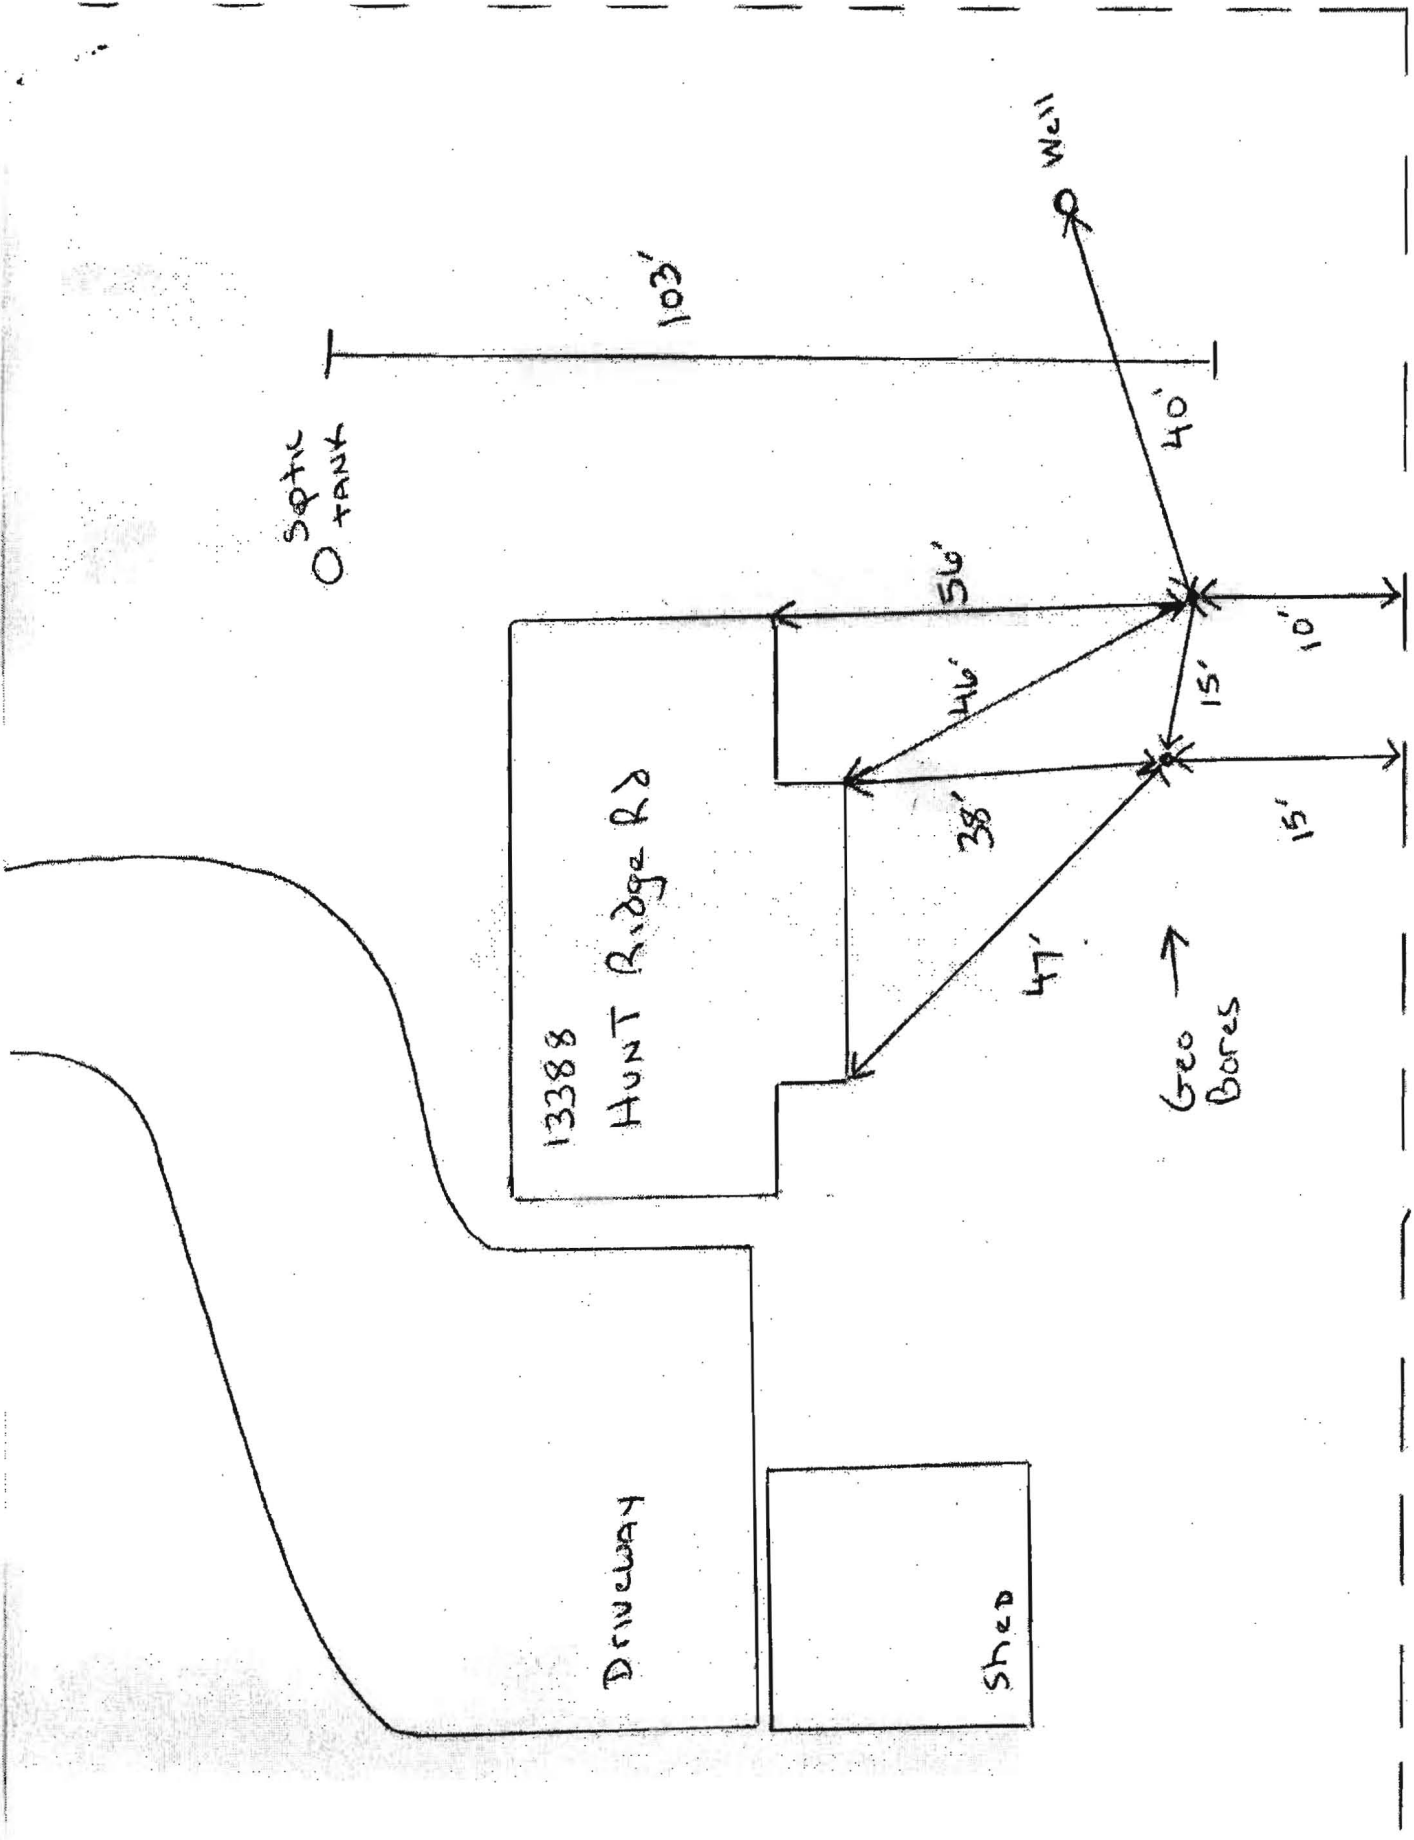 Well
103'
Septic
TANK
40'
56'
46'
10'
15'
38'
15'
47'
13388
HUNT Ridge Rd
Geo →
Bores
Driveway
Shed